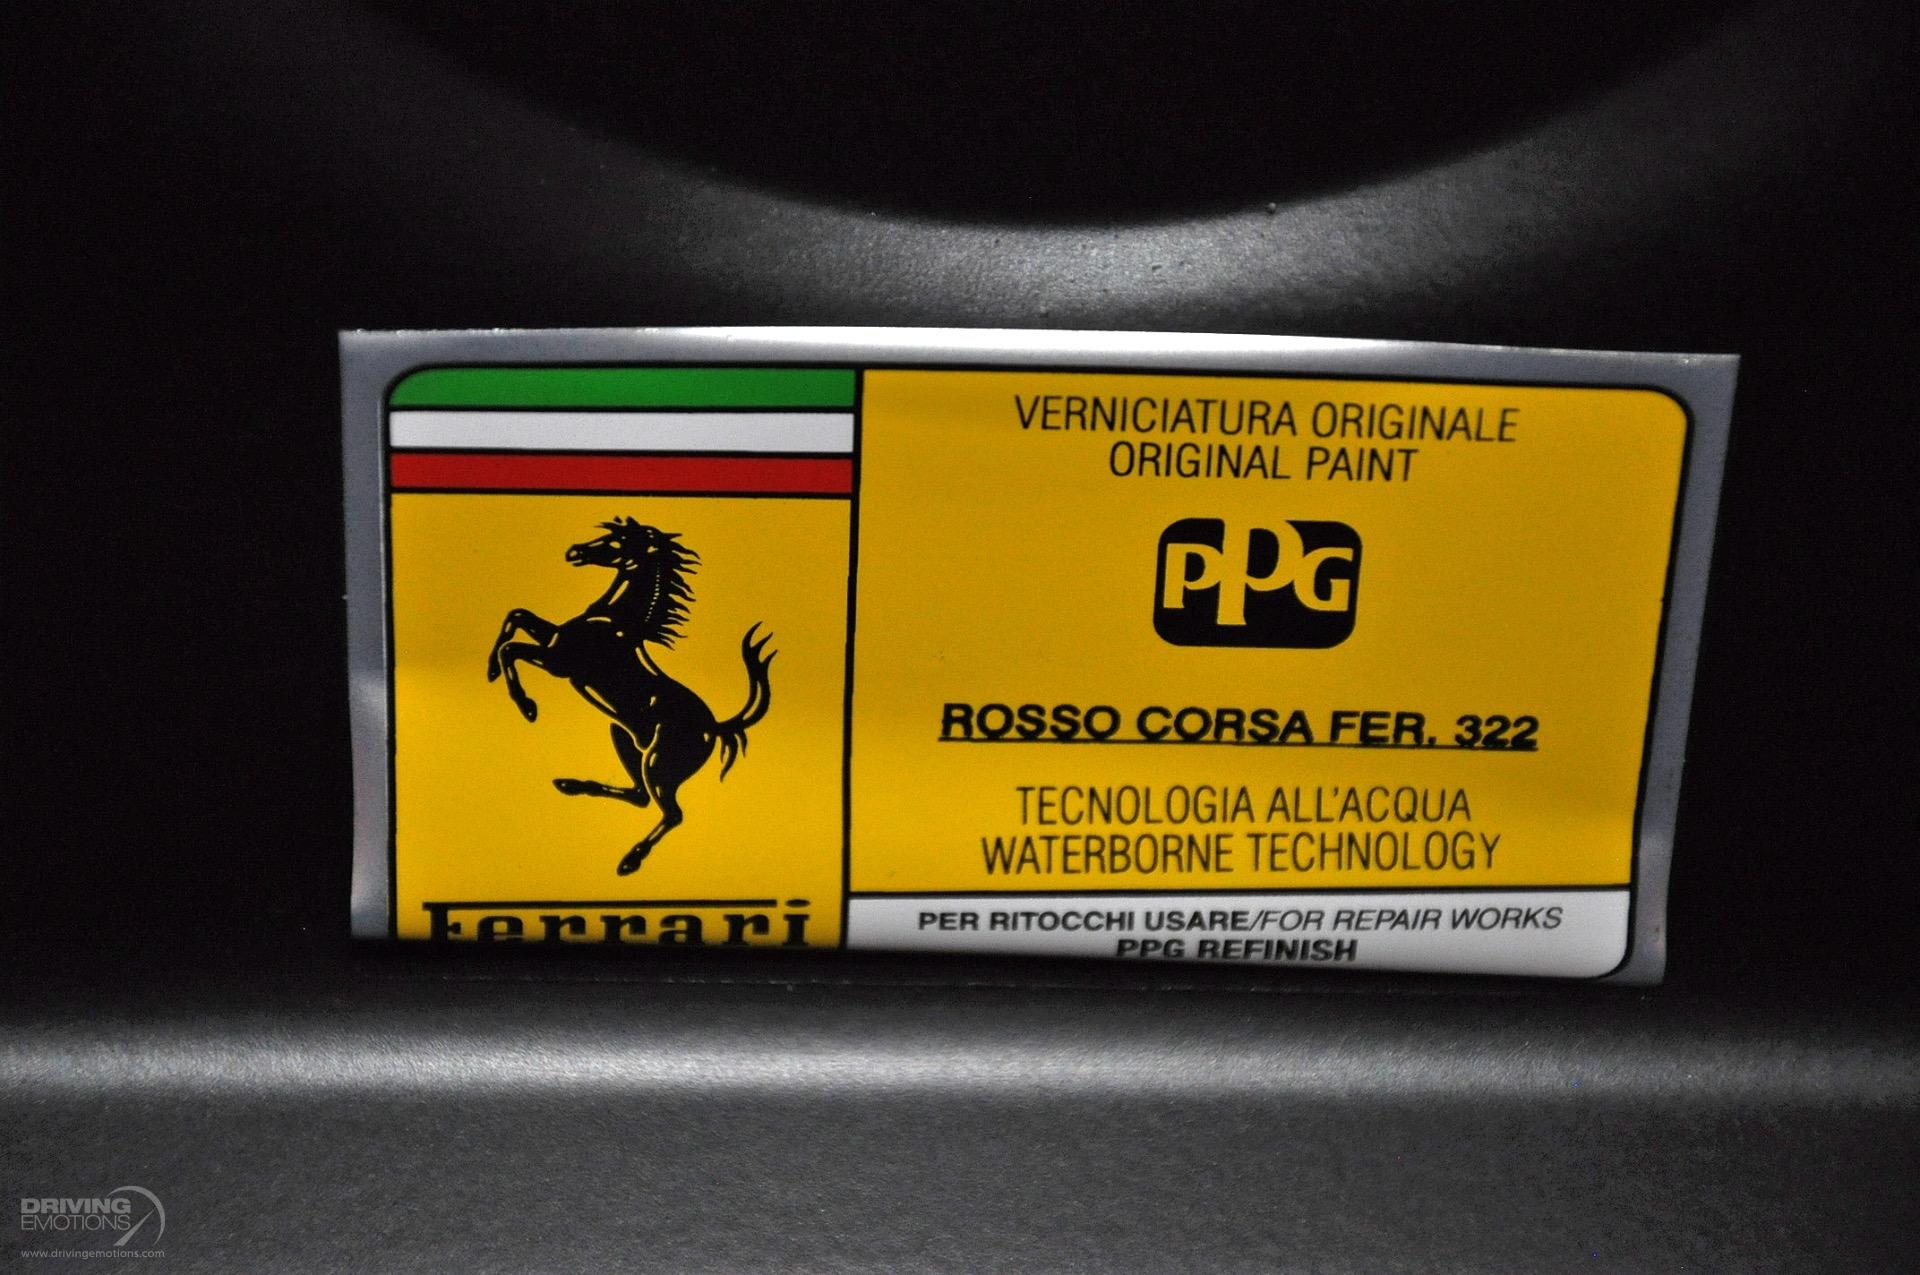 VERNICIATURA ORIGINALE
ORIGINAL PAINT
PPG
ROSSO CORSA FER. 322
TECNOLOGIA ALL'ACQUA
WATERBORNE TECHNOLOGY
Ferrari
PER RITOCCHI USARE/FOR REPAIR WORKS
PPG REFINISH
DRIVING
EMOTIONS
www.drivingemotions.com